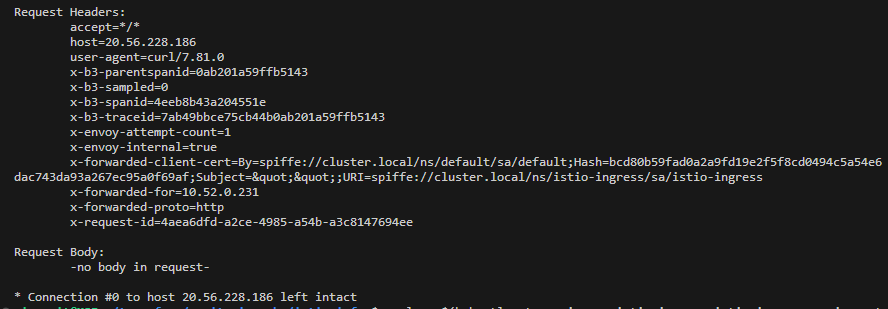 Request Headers:
accept=*/*
host=20.56.228.186
user-agent=curl/7.81.0
x-b3-parentspanid=0ab201a59ffb5143
x-b3-sampled=0
x-b3-spanid=4eeb8b43a204551e
x-b3-traceid=7ab49bbce75cb44b0ab201a59ffb5143
x-envoy-attempt-count=1
x-envoy-internal=true
x-forwarded-client-cert=By=spiffe://cluster.local/ns/default/sa/default;Hash=bcd80b59fad0a2a9fd19e2f5f8cd0494c5a54e6
dac743da93a267ec95a0f69af;Subject=&quot;&quot;;URI=spiffe://cluster.local/ns/istio-ingress/sa/istio-ingress
x-forwarded-for=10.52.0.231
x-forwarded-proto=http
x-request-id=4aea6dfd-a2ce-4985-a54b-a3c8147694ee
Request Body:
-no body in request-
* Connection #0 to host 20.56.228.186 left intact